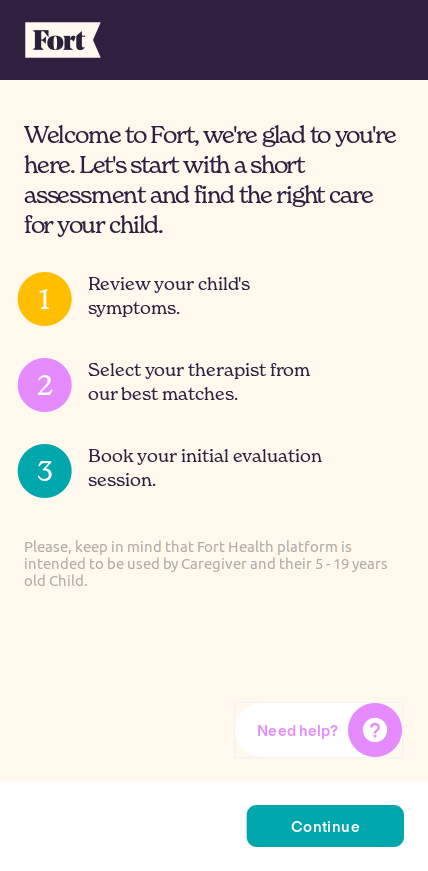 Fort
Welcome to Fort, we're glad to you're
here. Let's start with a short
assessment and find the right care
for your child.
1
Review your child's
symptoms.
2
Select your therapist from
our best matches.
3
Book your initial evaluation
session.
Please, keep in mind that Fort Health platform is
intended to be used by Caregiver and their 5 - 19 years
old Child.
Need help? ?
Continue